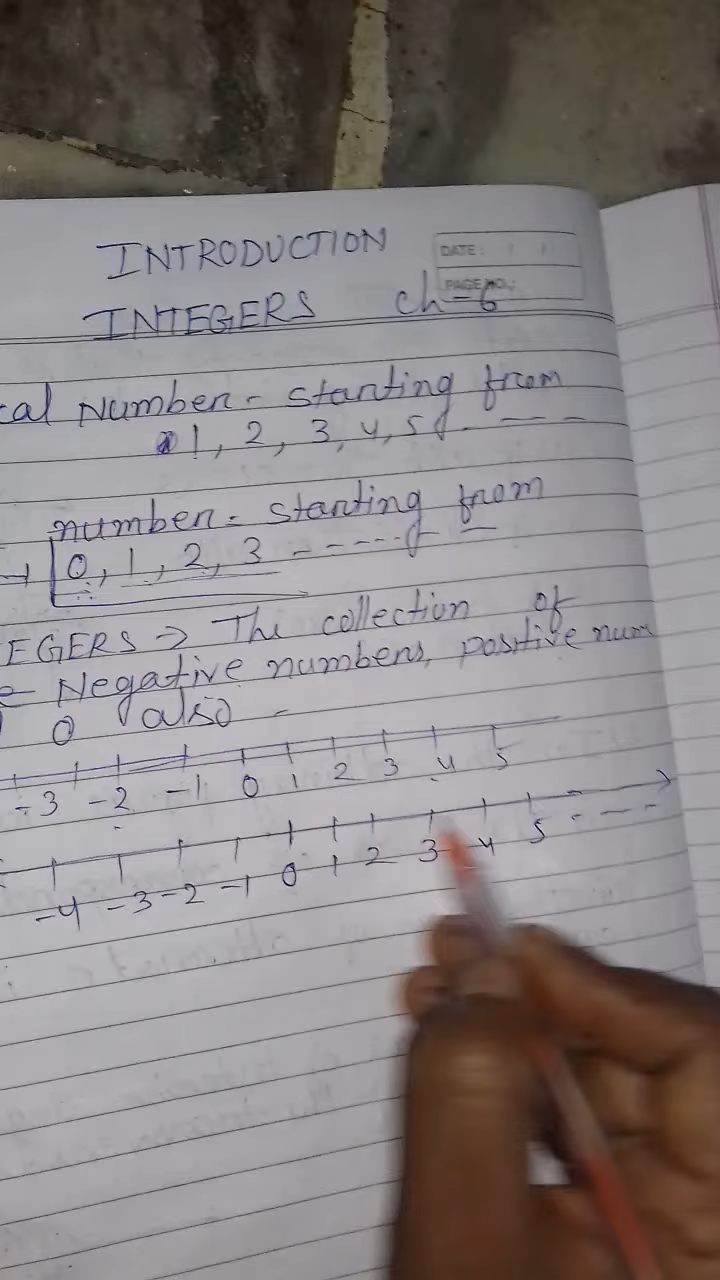 INTRODUCTION
DATE:
PAGE NO.:
INTEGERS ch-6
cal Number - Starting from
1, 2, 3, 4, 5 - - - -
number - starting from
0, 1, 2, 3 - - - - - -
EGERS → The collection of
Negative numbers, positive num
0 also -
-3 -2 -1 0 1 2 3 4 5
-4 -3 -2 -1 0 1 2 3 4 5 - - - -